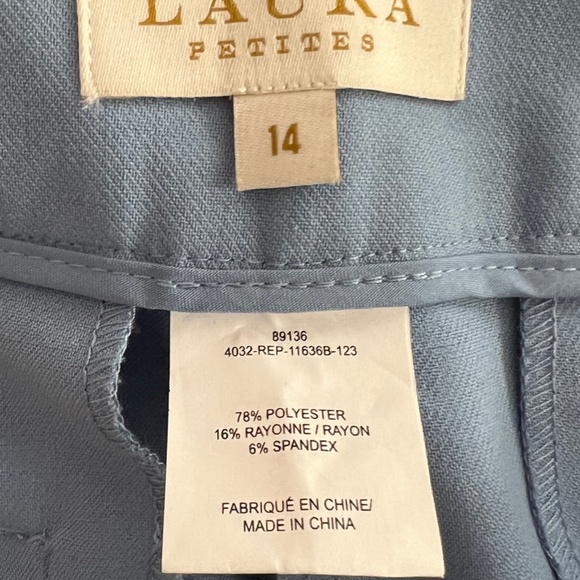 LAURA
PETITES
14
89136
4032-REP-11636B-123
78% POLYESTER
16% RAYONNE / RAYON
6% SPANDEX
FABRIQUÉ EN CHINE/
MADE IN CHINA